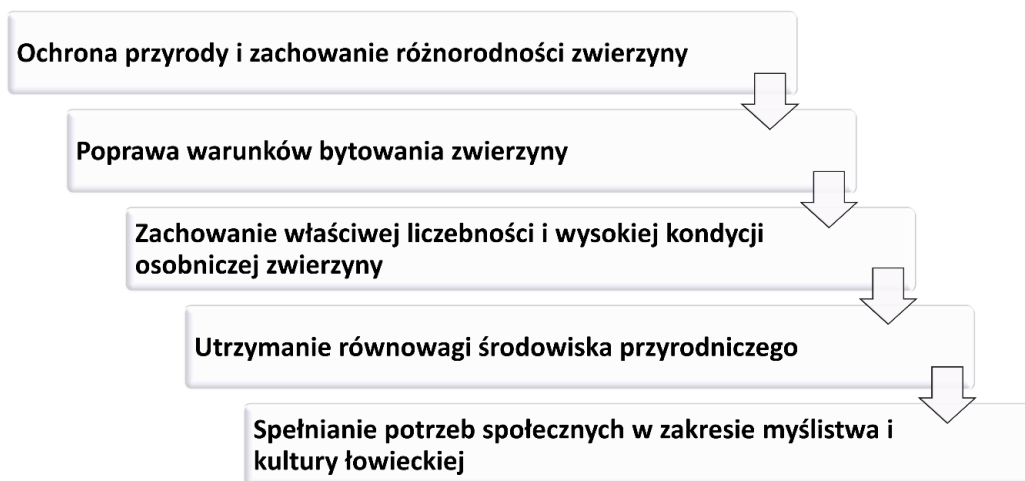 Ochrona przyrody i zachowanie różnorodności zwierzyny
Poprawa warunków bytowania zwierzyny
Zachowanie właściwej liczebności i wysokiej kondycji
osobniczej zwierzyny
Utrzymanie równowagi środowiska przyrodniczego
Spełnianie potrzeb społecznych w zakresie myślistwa i
kultury łowieckiej